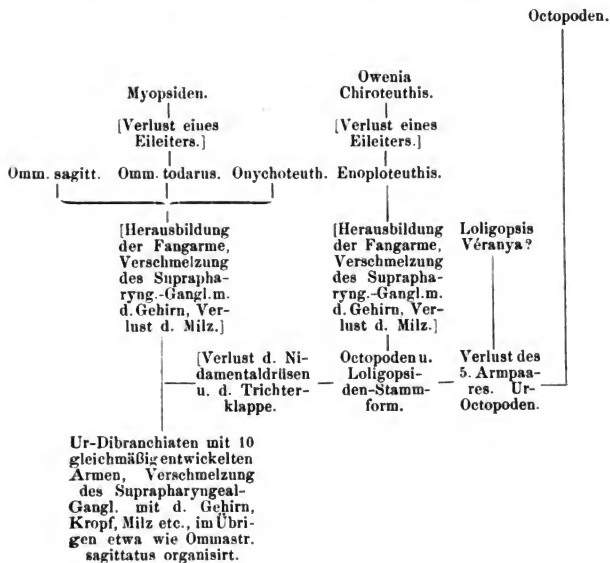 Octopoden.
Myopsiden.
[Verlust eines
Eileiters.]
Owenia
Chiroteuthis.
[Verlust eines
Eileiters.]
Omm. sagitt. Omm. todarus. Onychoteuth. Enoploteuthis.
[Herausbildung
der Fangarme,
Verschmelzung
des Suprapha-
ryng.-Gangl. m.
d. Gehirn, Ver-
lust d. Milz.]
[Herausbildung
der Fangarme,
Verschmelzung
des Suprapha-
ryng.-Gangl. m.
d. Gehirn, Ver-
lust d. Milz.]
Loligopsis
Véranya?
[Verlust d. Ni-
damentaldrüsen
u. d. Trichter-
klappe.
Octopoden u.
Loligopsi-
den-Stamm-
form.
Verlust des
5. Armpaa-
res. Ur-
Octopoden.
Ur-Dibranchiaten mit 10
gleichmäßig entwickelten
Armen, Verschmelzung
des Suprapharyngeal-
Gangl. mit d. Gehirn,
Kropf, Milz etc., im Übri-
gen etwa wie Ommastr.
sagittatus organisirt.